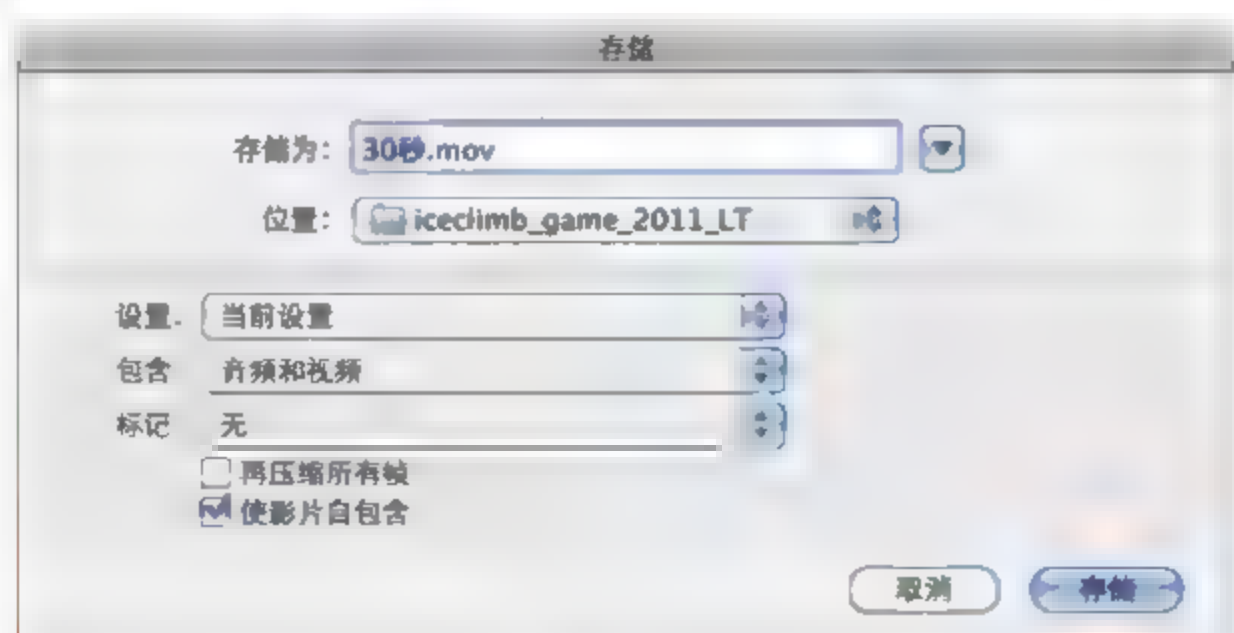 存储
存储为: 30秒.mov
位置: iceclimb_game_2011_LT
设置. 当前设置
包含 音频和视频
标记 无
再压缩所有帧
使影片自包含
取消 存储